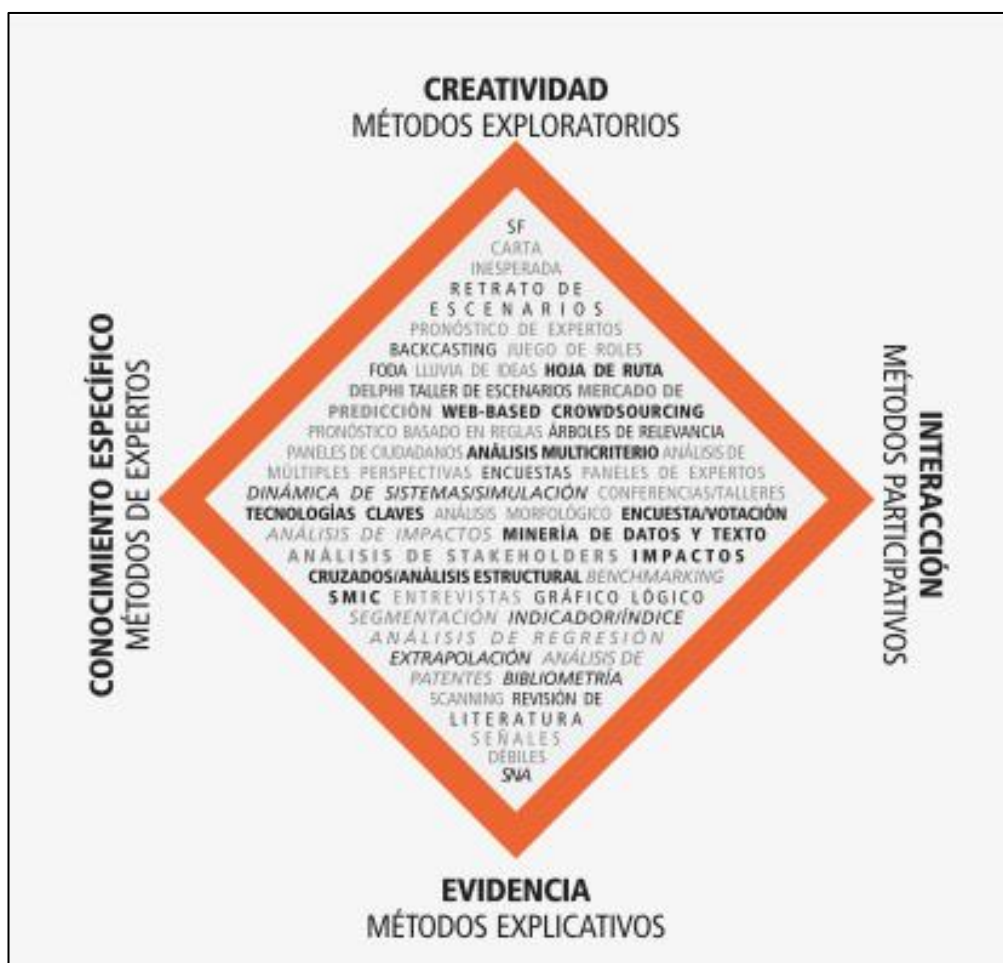 CREATIVIDAD
MÉTODOS EXPLORATORIOS
CONOCIMIENTO ESPECÍFICO
MÉTODOS DE EXPERTOS
SF
CARTA
INESPERADA
RETRATO DE
ESCENARIOS
PRONÓSTICO DE EXPERTOS
BACKCASTING JUEGO DE ROLES
FODA LLUVIA DE IDEAS HOJA DE RUTA
DELPHI TALLER DE ESCENARIOS MERCADO DE
PREDICCIÓN WEB-BASED CROWDSOURCING
PRONÓSTICO BASADO EN REGLAS ÁRBOLES DE RELEVANCIA
PANELES DE CIUDADANOS ANÁLISIS MULTICRITERIO ANÁLISIS DE
MÚLTIPLES PERSPECTIVAS ENCUESTAS PANELES DE EXPERTOS
DINÁMICA DE SISTEMAS/SIMULACIÓN CONFERENCIAS/TALLERES
TECNOLOGÍAS CLAVES ANÁLISIS MORFOLÓGICO ENCUESTA/VOTACIÓN
ANÁLISIS DE IMPACTOS MINERÍA DE DATOS Y TEXTO
ANÁLISIS DE STAKEHOLDERS IMPACTOS
CRUZADOS/ANÁLISIS ESTRUCTURAL BENCHMARKING
SMIC ENTREVISTAS GRÁFICO LÓGICO
SEGMENTACIÓN INDICADOR/ÍNDICE
ANÁLISIS DE REGRESIÓN
EXTRAPOLACIÓN ANÁLISIS DE
PATENTES BIBLIOMETRÍA
SCANNING REVISIÓN DE
LITERATURA
SEÑALES
DÉBILES
SNA
INTERACCIÓN
MÉTODOS PARTICIPATIVOS
EVIDENCIA
MÉTODOS EXPLICATIVOS